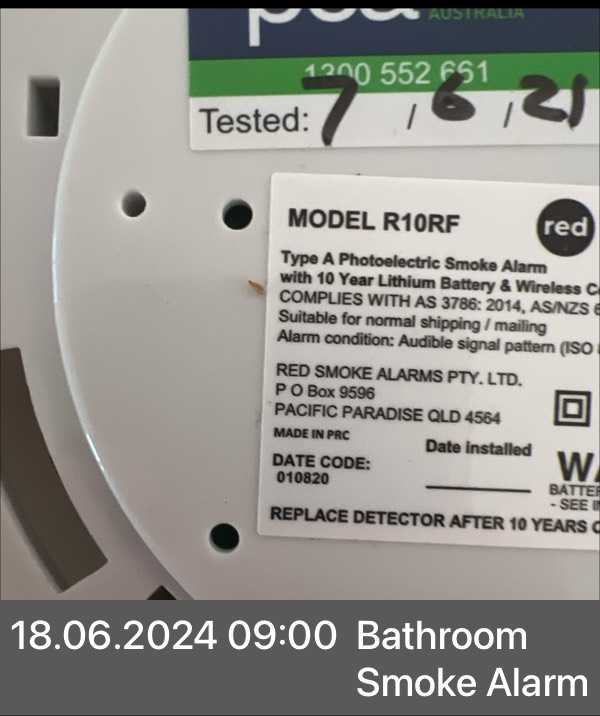 AUSTRALIA
1300 552 661
Tested: 7 / 6 / 21
MODEL R10RF
red
Type A Photoelectric Smoke Alarm
with 10 Year Lithium Battery & Wireless
COMPLIES WITH AS 3786: 2014, AS/NZS
Suitable for normal shipping / mailing
Alarm condition: Audible signal pattern (ISO
RED SMOKE ALARMS PTY. LTD.
P O Box 9596
PACIFIC PARADISE QLD 4564
MADE IN PRC
Date installed
DATE CODE:
010820
- SEE
REPLACE DETECTOR AFTER 10 YEARS
18.06.2024 09:00 Bathroom
Smoke Alarm